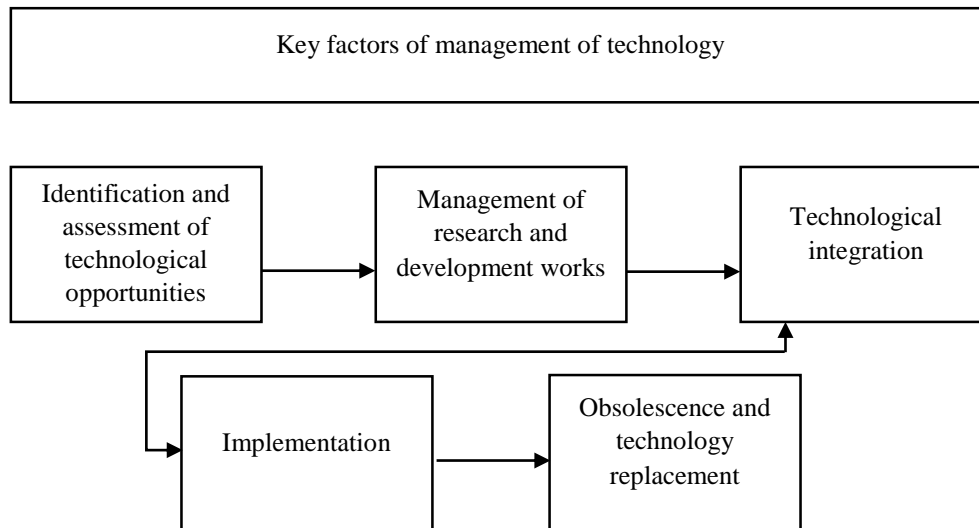 Key factors of management of technology
Identification and
assessment of
technological
opportunities
Management of
research and
development works
Technological
integration
Implementation
Obsolescence and
technology
replacement